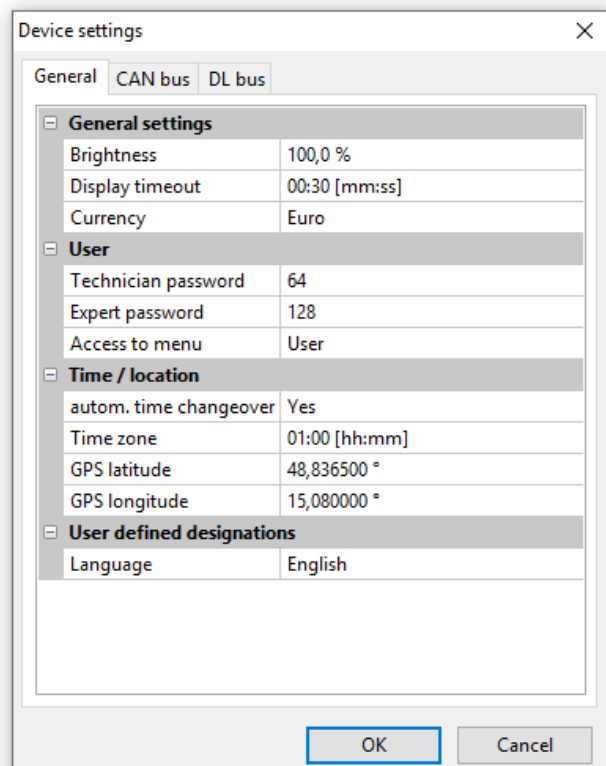 Device settings
General CAN bus DL bus
General settings
Brightness 100,0 %
Display timeout 00:30 [mm:ss]
Currency Euro
User
Technician password 64
Expert password 128
Access to menu User
Time / location
autom. time changeover Yes
Time zone 01:00 [hh:mm]
GPS latitude 48,836500 °
GPS longitude 15,080000 °
User defined designations
Language English
OK Cancel